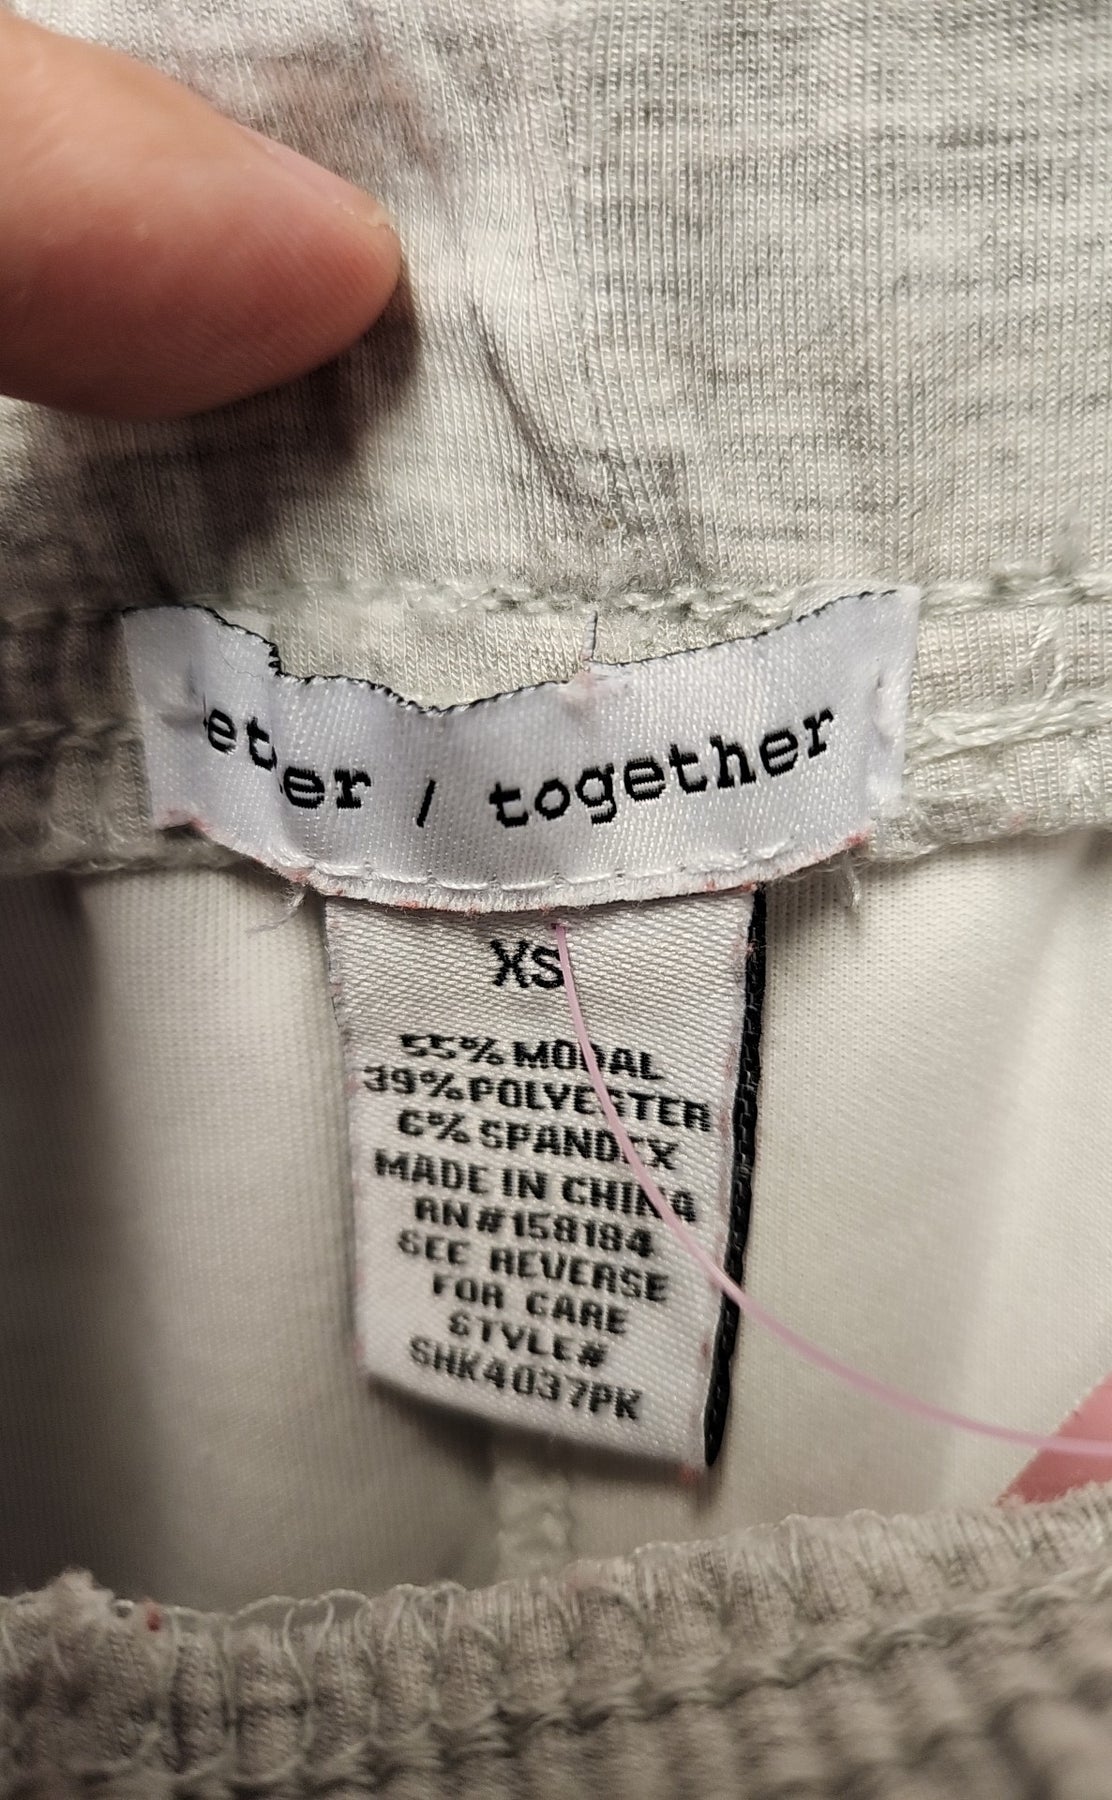 ether / together
XS
55% MODAL
39% POLYESTER
6% SPANDEX
MADE IN CHINA
RN#158184
SEE REVERSE
FOR CARE
STYLE#
SHK4037PK